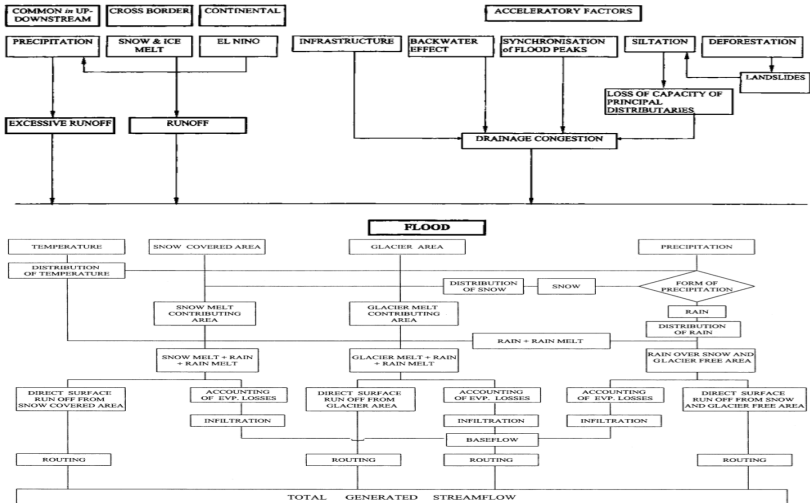 COMMON in UP-
DOWNSTREAM
CROSS BORDER
CONTINENTAL
ACCELERATORY FACTORS
PRECIPITATION
SNOW & ICE
MELT
EL NINO
INFRASTRUCTURE
BACKWATER
EFFECT
SYNCHRONISATION
of FLOOD PEAKS
SILTATION
DEFORESTATION
LANDSLIDES
LOSS OF CAPACITY OF
PRINCIPAL
DISTRIBUTARIES
EXCESSIVE RUNOFF
RUNOFF
DRAINAGE CONGESTION
FLOOD
TEMPERATURE
SNOW COVERED AREA
GLACIER AREA
PRECIPITATION
DISTRIBUTION
OF TEMPERATURE
DISTRIBUTION
OF SNOW
SNOW
FORM OF
PRECIPITATION
SNOW MELT
CONTRIBUTING
AREA
GLACIER MELT
CONTRIBUTING
AREA
RAIN
DISTRIBUTION
OF RAIN
RAIN + RAIN MELT
SNOW MELT + RAIN
+ RAIN MELT
GLACIER MELT + RAIN
+ RAIN MELT
RAIN OVER SNOW AND
GLACIER FREE AREA
DIRECT SURFACE
RUN OFF FROM
SNOW COVERED AREA
ACCOUNTING
OF EVP. LOSSES
DIRECT SURFACE
RUN OFF FROM
GLACIER AREA
ACCOUNTING
OF EVP. LOSSES
ACCOUNTING
OF EVP. LOSSES
DIRECT SURFACE
RUN OFF FROM SNOW
AND GLACIER FREE AREA
INFILTRATION
INFILTRATION
INFILTRATION
BASEFLOW
ROUTING
ROUTING
ROUTING
ROUTING
TOTAL GENERATED STREAMFLOW